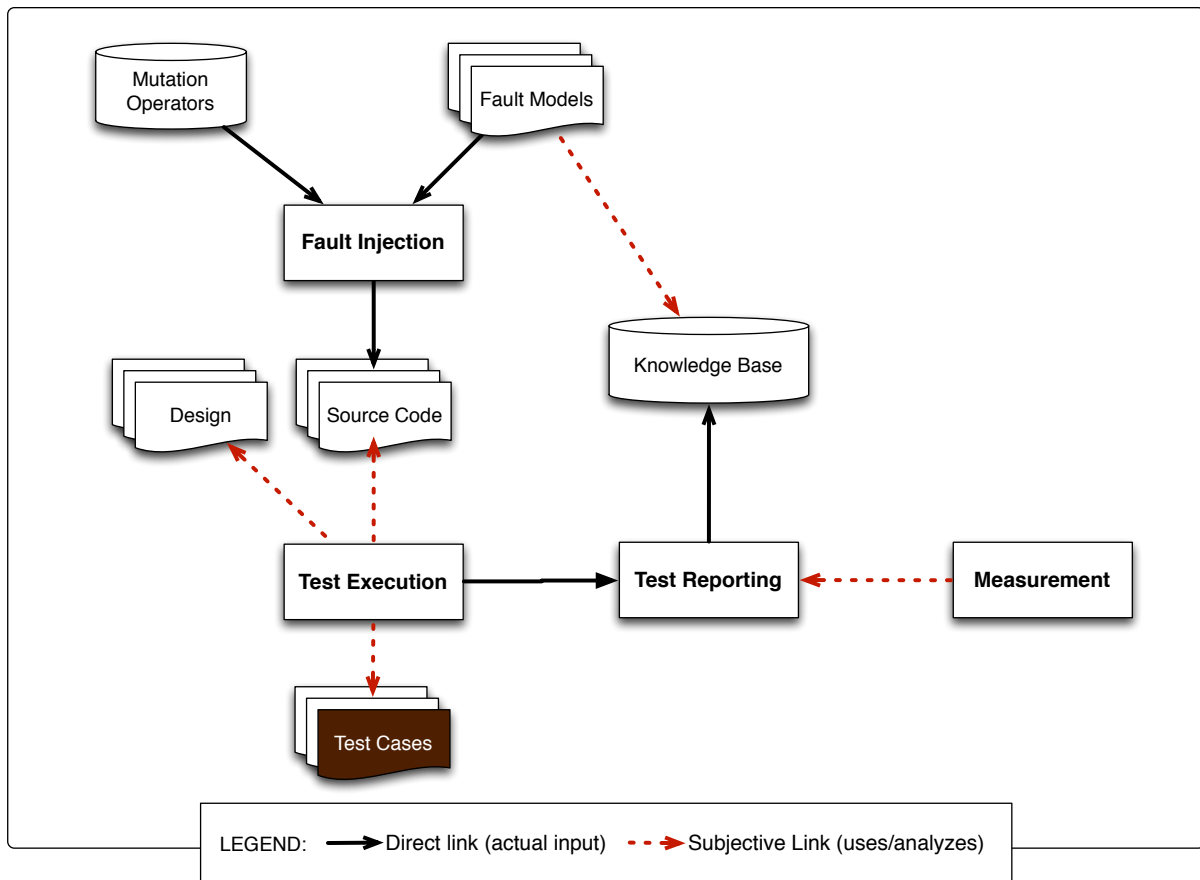 Mutation
Operators
Fault Models
Fault Injection
Knowledge Base
Design
Source Code
Test Execution
Test Reporting
Measurement
Test Cases
LEGEND:
Direct link (actual input)
Subjective Link (uses/analyzes)